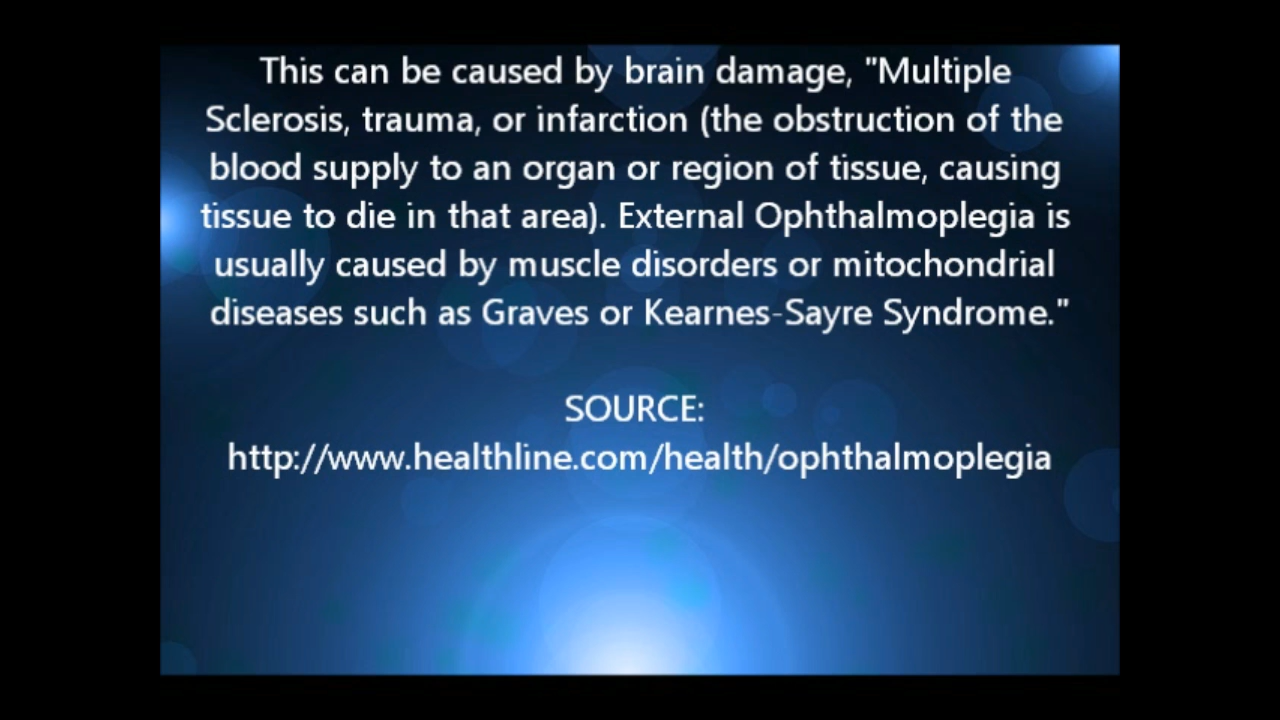 This can be caused by brain damage, "Multiple
Sclerosis, trauma, or infarction (the obstruction of the
blood supply to an organ or region of tissue, causing
tissue to die in that area). External Ophthalmoplegia is
usually caused by muscle disorders or mitochondrial
diseases such as Graves or Kearnes-Sayre Syndrome."
SOURCE:
http://www.healthline.com/health/ophthalmoplegia